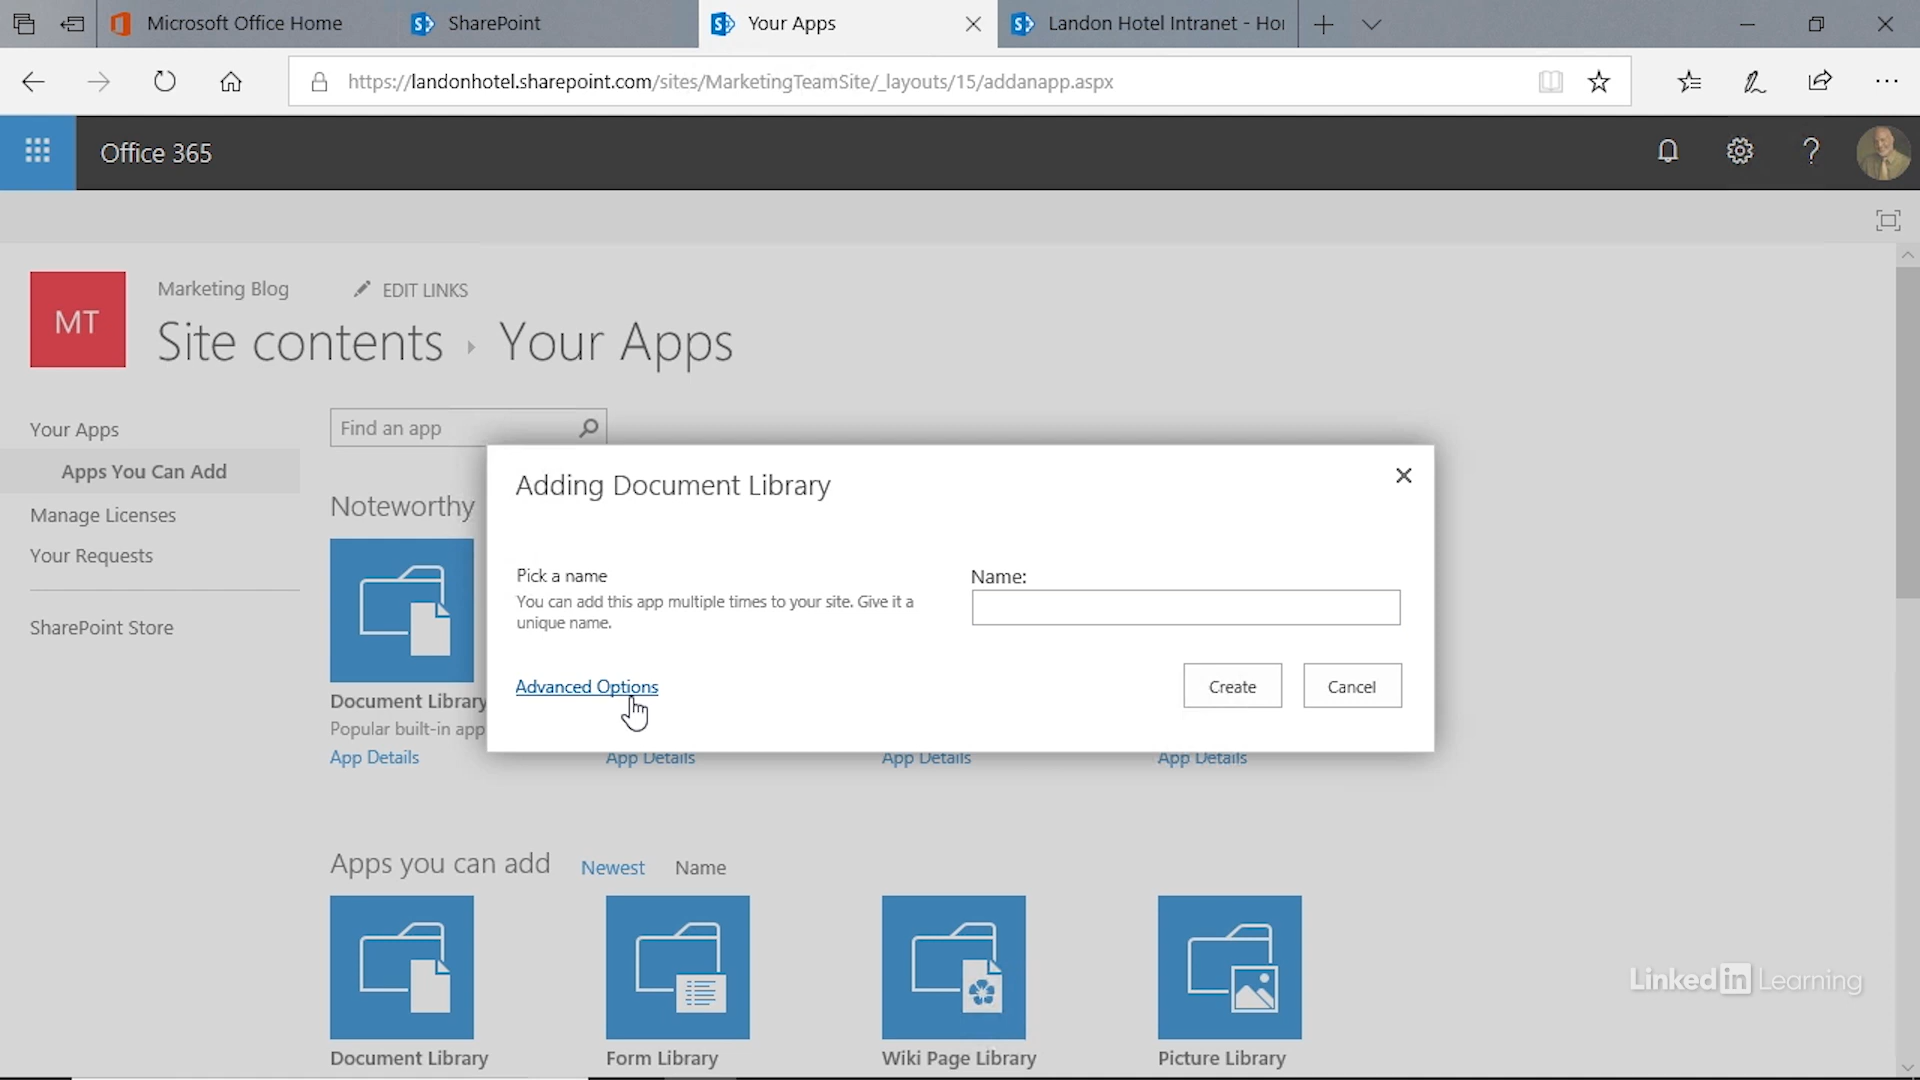 Microsoft Office Home
SharePoint
Your Apps
Landon Hotel Intranet - Ho
https://landonhotel.sharepoint.com/sites/MarketingTeamSite/_layouts/15/addanapp.aspx
Office 365
MT
Marketing Blog
EDIT LINKS
Site contents
Your Apps
Your Apps
Apps You Can Add
Manage Licenses
Your Requests
SharePoint Store
Find an app
Noteworthy
Document Library
Popular built-in app
App Details
App Details
App Details
App Details
Adding Document Library
Pick a name
You can add this app multiple times to your site. Give it a
unique name.
Name:
Advanced Options
Create
Cancel
Apps you can add
Newest
Name
Document Library
Form Library
Wiki Page Library
Picture Library
Linked in Learning